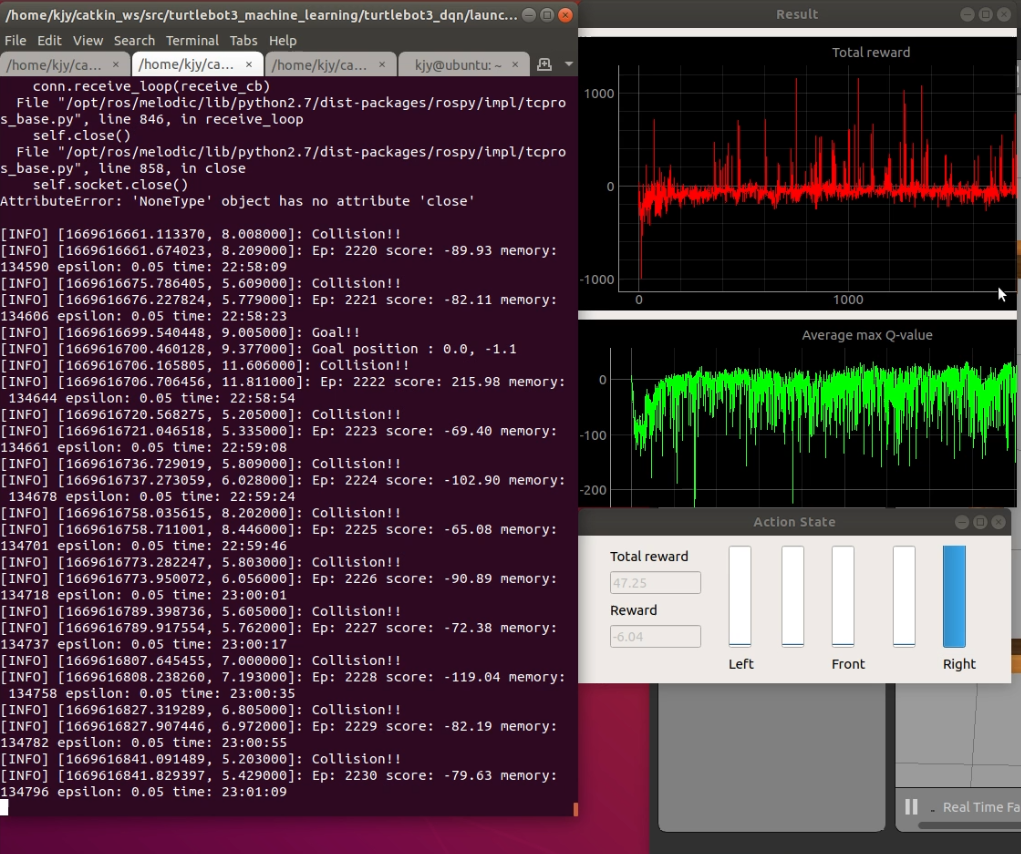 /home/kjy/catkin_ws/src/turtlebot3_machine_learning/turtlebot3_dqn/launc...
File Edit View Search Terminal Tabs Help
/home/kjy/ca... × /home/kjy/ca... × /home/kjy/ca... × kjy@ubuntu: ~ ×
conn.receive_loop(receive_cb)
File "/opt/ros/melodic/lib/python2.7/dist-packages/rospy/impl/tcpro
s_base.py", line 846, in receive_loop
self.close()
File "/opt/ros/melodic/lib/python2.7/dist-packages/rospy/impl/tcpro
s_base.py", line 858, in close
self.socket.close()
AttributeError: 'NoneType' object has no attribute 'close'
[INFO] [1669616661.113370, 8.008000]: Collision!!
[INFO] [1669616661.674023, 8.209000]: Ep: 2220 score: -89.93 memory:
134590 epsilon: 0.05 time: 22:58:09
[INFO] [1669616675.786405, 5.609000]: Collision!!
[INFO] [1669616676.227824, 5.779000]: Ep: 2221 score: -82.11 memory:
134606 epsilon: 0.05 time: 22:58:23
[INFO] [1669616699.540448, 9.005000]: Goal!!
[INFO] [1669616700.460128, 9.377000]: Goal position : 0.0, -1.1
[INFO] [1669616706.165805, 11.606000]: Collision!!
[INFO] [1669616706.706456, 11.811000]: Ep: 2222 score: 215.98 memory:
134644 epsilon: 0.05 time: 22:58:54
[INFO] [1669616720.568275, 5.205000]: Collision!!
[INFO] [1669616721.046518, 5.335000]: Ep: 2223 score: -69.40 memory:
134661 epsilon: 0.05 time: 22:59:08
[INFO] [1669616736.729019, 5.809000]: Collision!!
[INFO] [1669616737.273059, 6.028000]: Ep: 2224 score: -102.90 memory:
134678 epsilon: 0.05 time: 22:59:24
[INFO] [1669616758.035615, 8.202000]: Collision!!
[INFO] [1669616758.711001, 8.446000]: Ep: 2225 score: -65.08 memory:
134701 epsilon: 0.05 time: 22:59:46
[INFO] [1669616773.282247, 5.803000]: Collision!!
[INFO] [1669616773.950072, 6.056000]: Ep: 2226 score: -90.89 memory:
134718 epsilon: 0.05 time: 23:00:01
[INFO] [1669616789.398736, 5.605000]: Collision!!
[INFO] [1669616789.917554, 5.762000]: Ep: 2227 score: -72.38 memory:
134737 epsilon: 0.05 time: 23:00:17
[INFO] [1669616807.645455, 7.000000]: Collision!!
[INFO] [1669616808.238260, 7.193000]: Ep: 2228 score: -119.04 memory:
134758 epsilon: 0.05 time: 23:00:35
[INFO] [1669616827.319289, 6.805000]: Collision!!
[INFO] [1669616827.907446, 6.972000]: Ep: 2229 score: -82.19 memory:
134782 epsilon: 0.05 time: 23:00:55
[INFO] [1669616841.091489, 5.203000]: Collision!!
[INFO] [1669616841.829397, 5.429000]: Ep: 2230 score: -79.63 memory:
134796 epsilon: 0.05 time: 23:01:09
Result
Total reward
1000
0
-1000
0 1000
Average max Q-value
0
-100
-200
Action State
Total reward
47.25
Reward
-6.04
Left Front Right
Real Time Fa